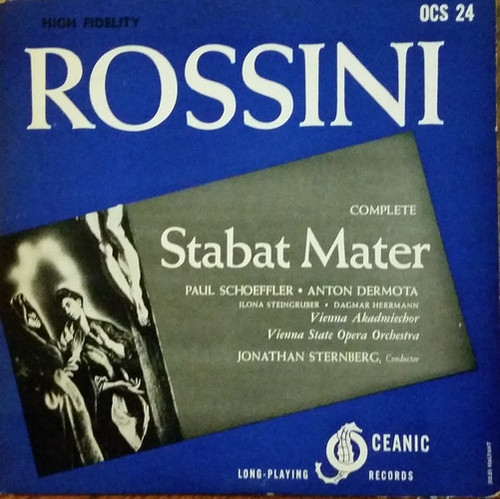 HIGH FIDELITY
OCS 24
ROSSINI
COMPLETE
Stabat Mater
PAUL SCHOEFFLER • ANTON DERMOTA
ILONA STEINGRUBER • DAGMAR HERRMANN
Vienna Akadmiechor
Vienna State Opera Orchestra
JONATHAN STERNBERG, Conductor
CEANIC
LONG-PLAYING RECORDS